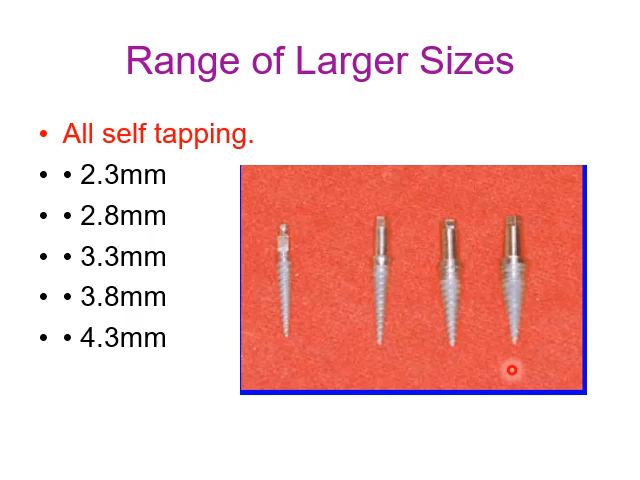 Range of Larger Sizes
• All self tapping.
• • 2.3mm
• • 2.8mm
• • 3.3mm
• • 3.8mm
• • 4.3mm